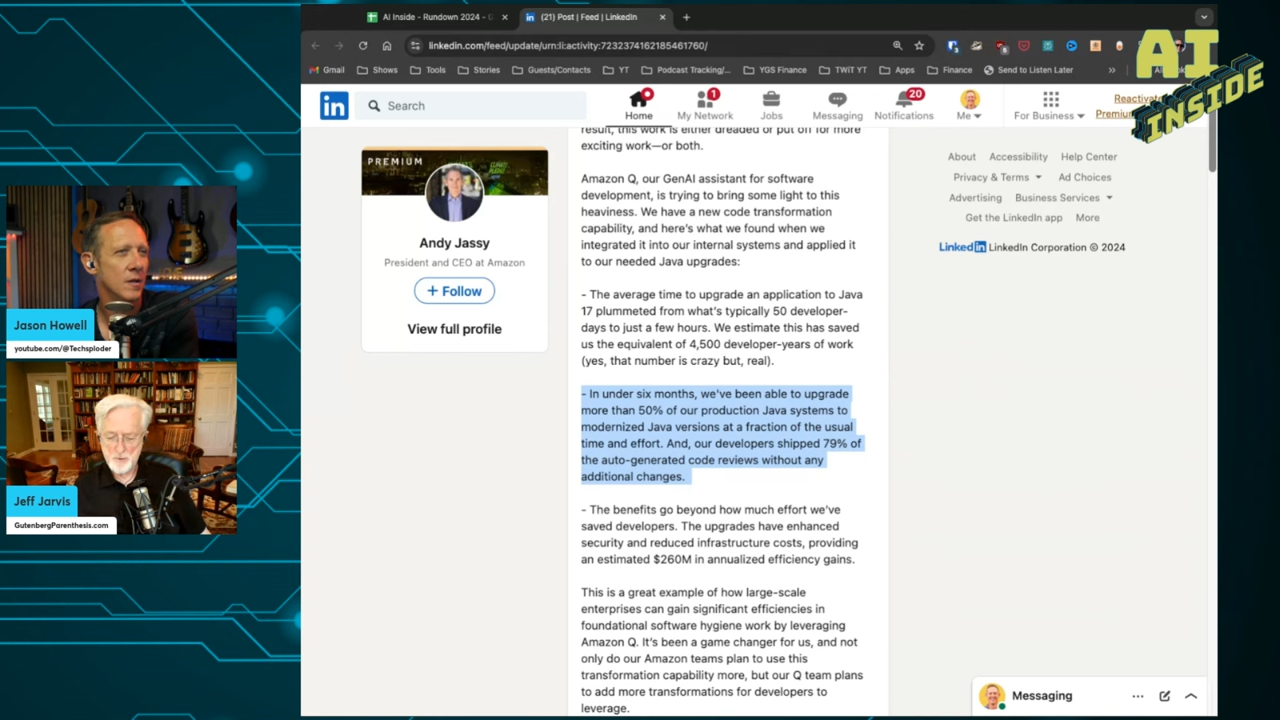 AI Inside - Rundown 2024 - G
(21) Post | Feed | LinkedIn
linkedin.com/feed/update/urn:li:activity:7232374162185461760/
Gmail
Shows
Tools
Stories
Guests/Contacts
YT
Podcast Tracking/...
YGS Finance
TWiT YT
Apps
Finance
Send to Listen Later
AI
INSIDE
in
Search
Home
My Network
1
Jobs
Messaging
Notifications
20
Me
For Business
Reactivate
Premium
PREMIUM
Andy Jassy
President and CEO at Amazon
+ Follow
View full profile
result, this work is either dreaded or put off for more
exciting work—or both.
Amazon Q, our GenAI assistant for software
development, is trying to bring some light to this
heaviness. We have a new code transformation
capability, and here's what we found when we
integrated it into our internal systems and applied it
to our needed Java upgrades:
- The average time to upgrade an application to Java
17 plummeted from what's typically 50 developer-
days to just a few hours. We estimate this has saved
us the equivalent of 4,500 developer-years of work
(yes, that number is crazy but, real).
- In under six months, we've been able to upgrade
more than 50% of our production Java systems to
modernized Java versions at a fraction of the usual
time and effort. And, our developers shipped 79% of
the auto-generated code reviews without any
additional changes.
- The benefits go beyond how much effort we've
saved developers. The upgrades have enhanced
security and reduced infrastructure costs, providing
an estimated $260M in annualized efficiency gains.
This is a great example of how large-scale
enterprises can gain significant efficiencies in
foundational software hygiene work by leveraging
Amazon Q. It's been a game changer for us, and not
only do our Amazon teams plan to use this
transformation capability more, but our Q team plans
to add more transformations for developers to
leverage.
About Accessibility Help Center
Privacy & Terms Ad Choices
Advertising Business Services
Get the LinkedIn app More
LinkedIn LinkedIn Corporation © 2024
Messaging
Jason Howell
youtube.com/@Techsploder
Jeff Jarvis
GutenbergParenthesis.com